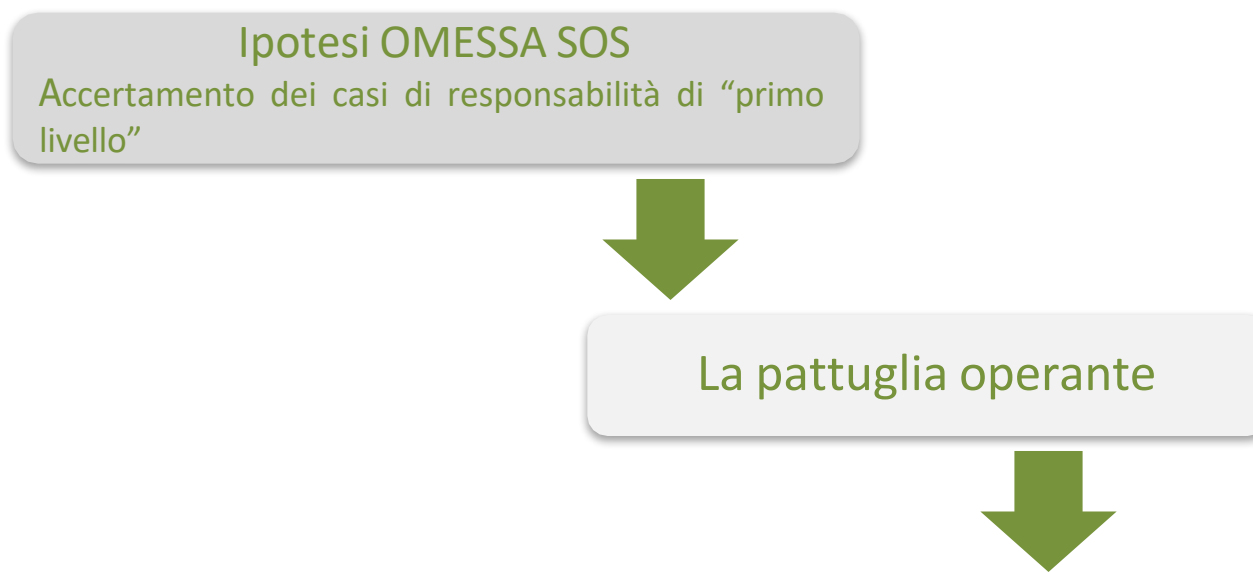 Ipotesi OMESSA SOS
Accertamento dei casi di responsabilità di “primo
livello”
La pattuglia operante